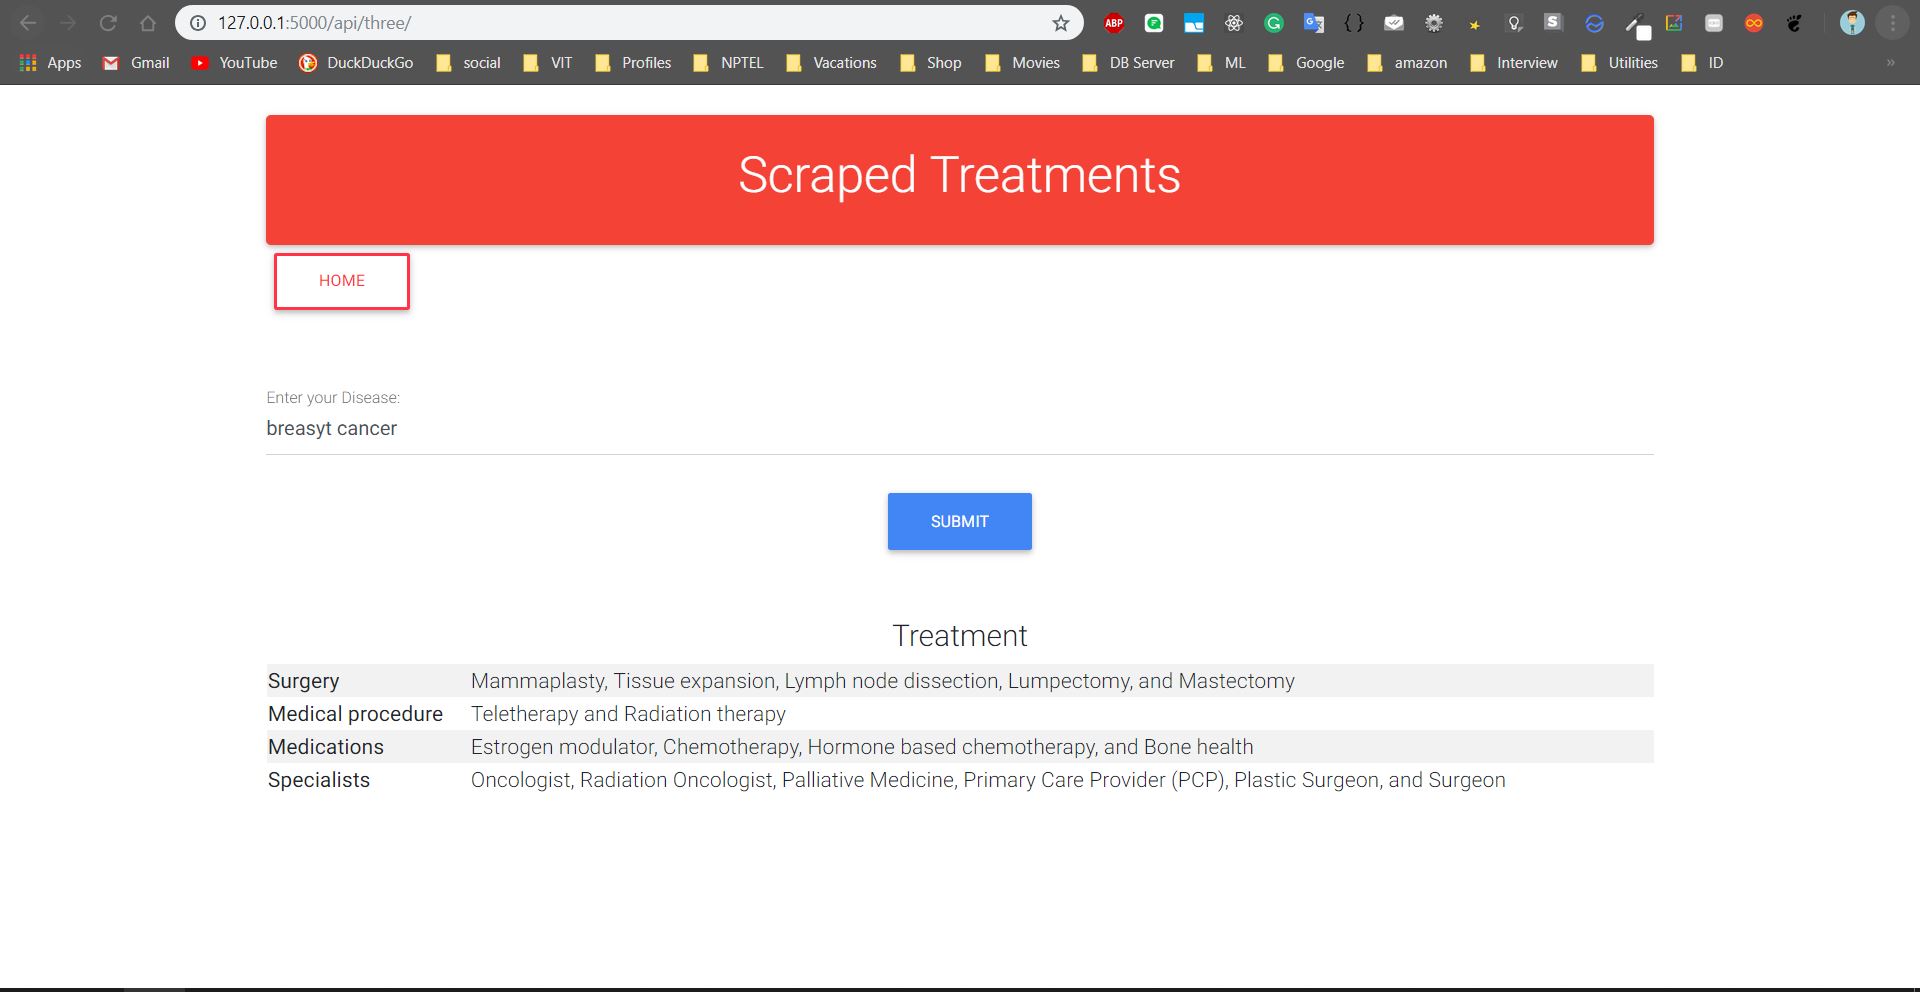 127.0.0.1:5000/api/three/
ABP
Apps Gmail YouTube DuckDuckGo social VIT Profiles NPTEL Vacations Shop Movies DB Server ML Google amazon Interview Utilities ID »
Scraped Treatments
HOME
Enter your Disease:
breasyt cancer
SUBMIT
Treatment
Surgery Mammaplasty, Tissue expansion, Lymph node dissection, Lumpectomy, and Mastectomy
Medical procedure Teletherapy and Radiation therapy
Medications Estrogen modulator, Chemotherapy, Hormone based chemotherapy, and Bone health
Specialists Oncologist, Radiation Oncologist, Palliative Medicine, Primary Care Provider (PCP), Plastic Surgeon, and Surgeon